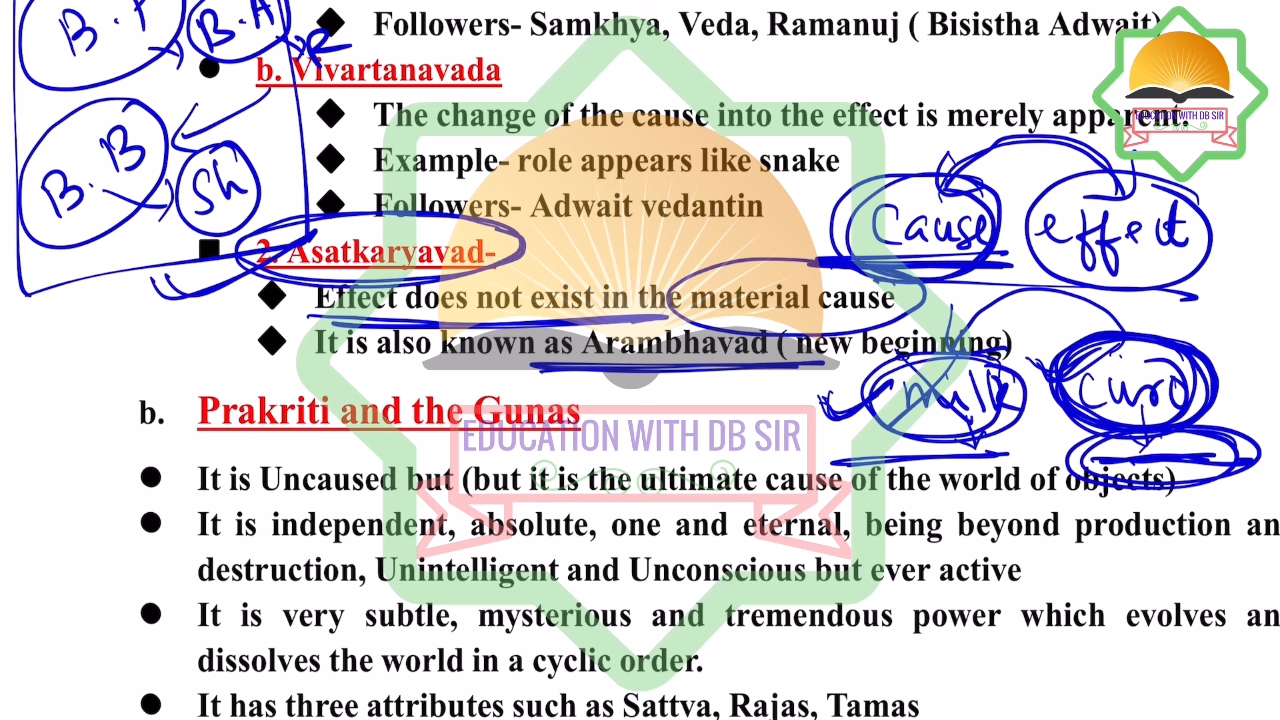 B.P
B.A
R
◆ Followers- Samkhya, Veda, Ramanuj ( Bisistha Adwait)
● b. Vivartanavada
◆ The change of the cause into the effect is merely apparent.
◆ Example- role appears like snake
◆ Followers- Adwait vedantin
B.B
Sh
Cause effect
■ 2. Asatkaryavad-
◆ Effect does not exist in the material cause
◆ It is also known as Arambhavad ( new beginning)
milk curd
b. Prakriti and the Gunas
● It is Uncaused but (but it is the ultimate cause of the world of objects)
● It is independent, absolute, one and eternal, being beyond production an
destruction, Unintelligent and Unconscious but ever active
● It is very subtle, mysterious and tremendous power which evolves an
dissolves the world in a cyclic order.
● It has three attributes such as Sattva, Rajas, Tamas
EDUCATION WITH DB SIR
EDUCATION WITH DB SIR